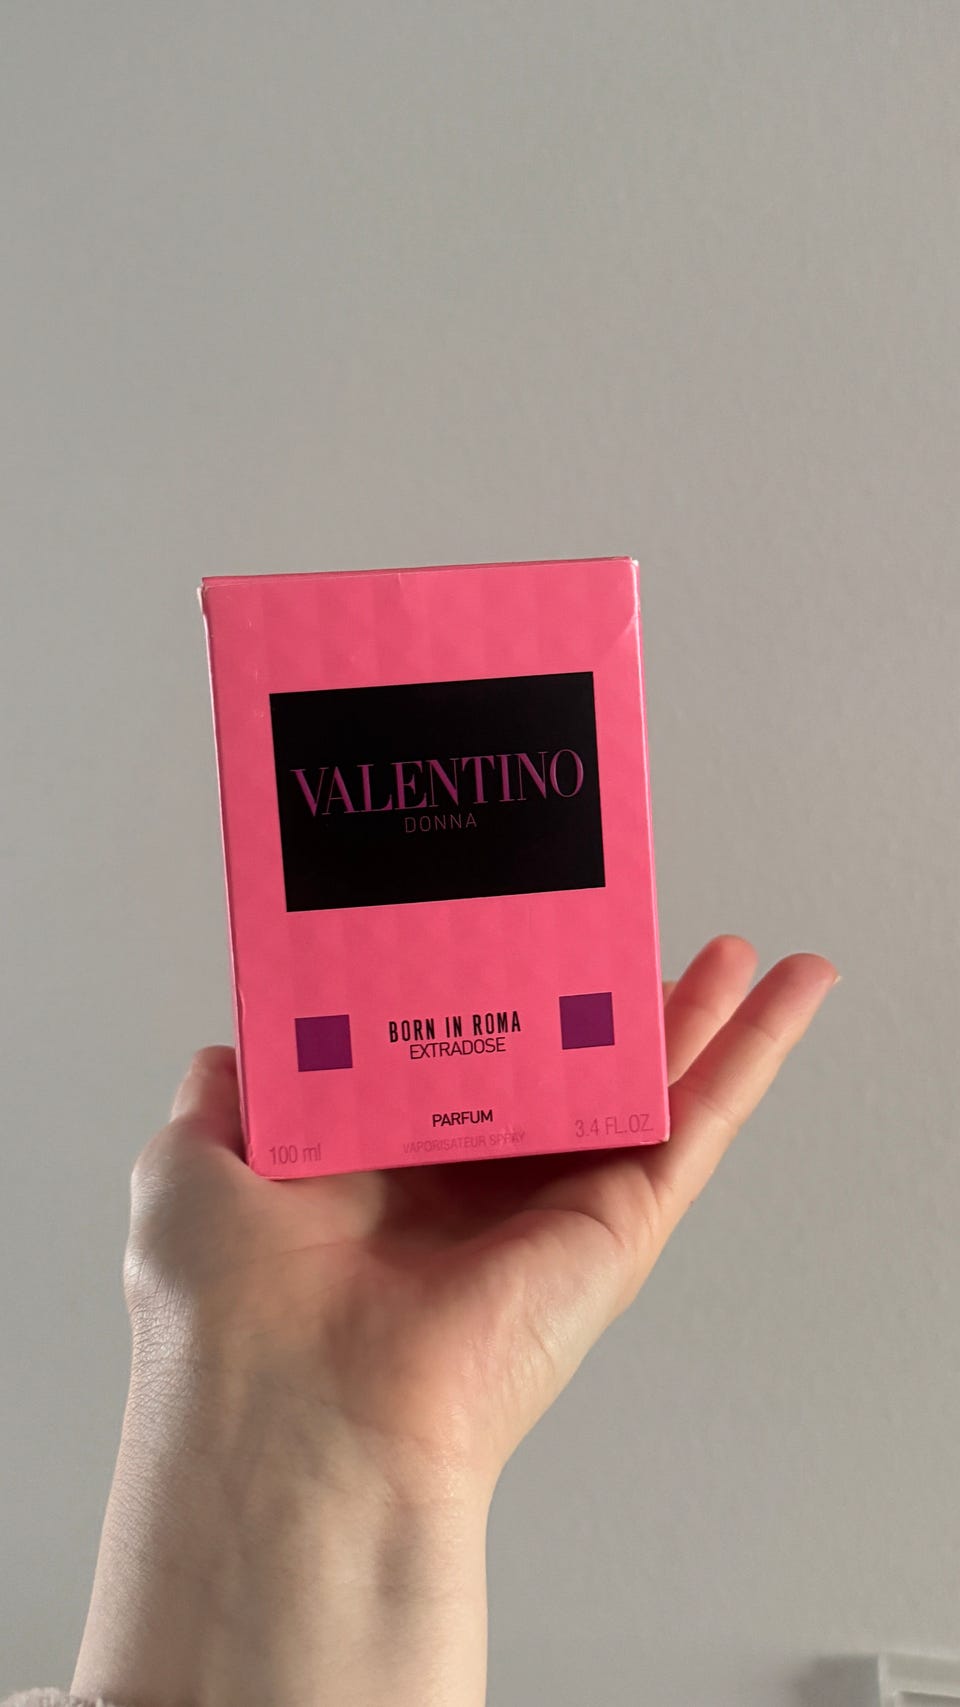 VALENTINO
DONNA
BORN IN ROMA
EXTRADOSE
PARFUM
100 ml
VAPORISATEUR SPRAY
3.4 FL.OZ.